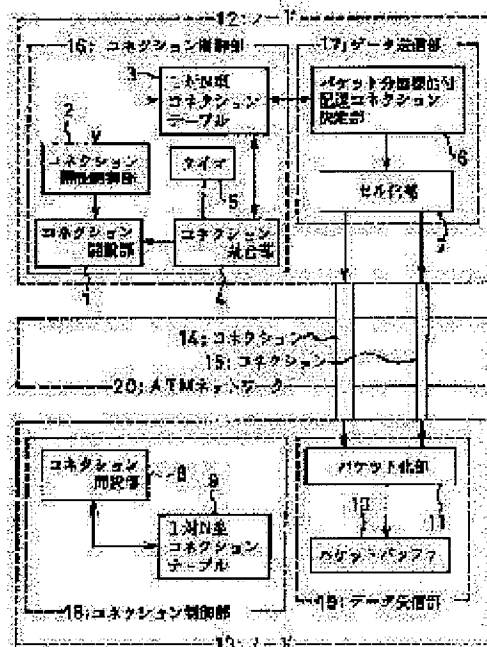 12:ノード
16:コネクション制御部
17:データ送信部
3
1対N型
コネクション
テーブル
パケット分配機能付
配送コネクション
決定部
2
コネクション
開設制御部
タイマ
5
6
セル化部
7
コネクション
開設部
コネクション
統合部
1
4
14:コネクション
15:コネクション
20:ATMネットワーク
コネクション
開設部
8
9
1対N型
コネクション
テーブル
パケット化部
10
11
パケットバッファ
18:コネクション制御部
19:データ受信部
13:ノード